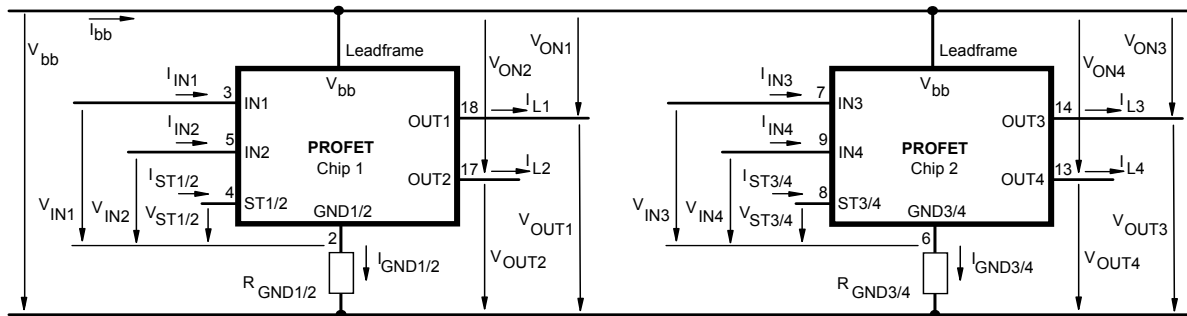 I bb
V bb
Leadframe
V bb
I IN1
3
IN1
I IN2
5
IN2
I ST1/2
4
ST1/2
V IN1
V IN2
V ST1/2
PROFET
Chip 1
OUT1
18
I L1
OUT2
17
I L2
GND1/2
2
R GND1/2
I GND1/2
V ON2
V ON1
V OUT2
V OUT1
Leadframe
V bb
I IN3
7
IN3
I IN4
9
IN4
I ST3/4
8
ST3/4
V IN3
V IN4
V ST3/4
PROFET
Chip 2
OUT3
14
I L3
OUT4
13
I L4
GND3/4
6
R GND3/4
I GND3/4
V ON4
V ON3
V OUT4
V OUT3